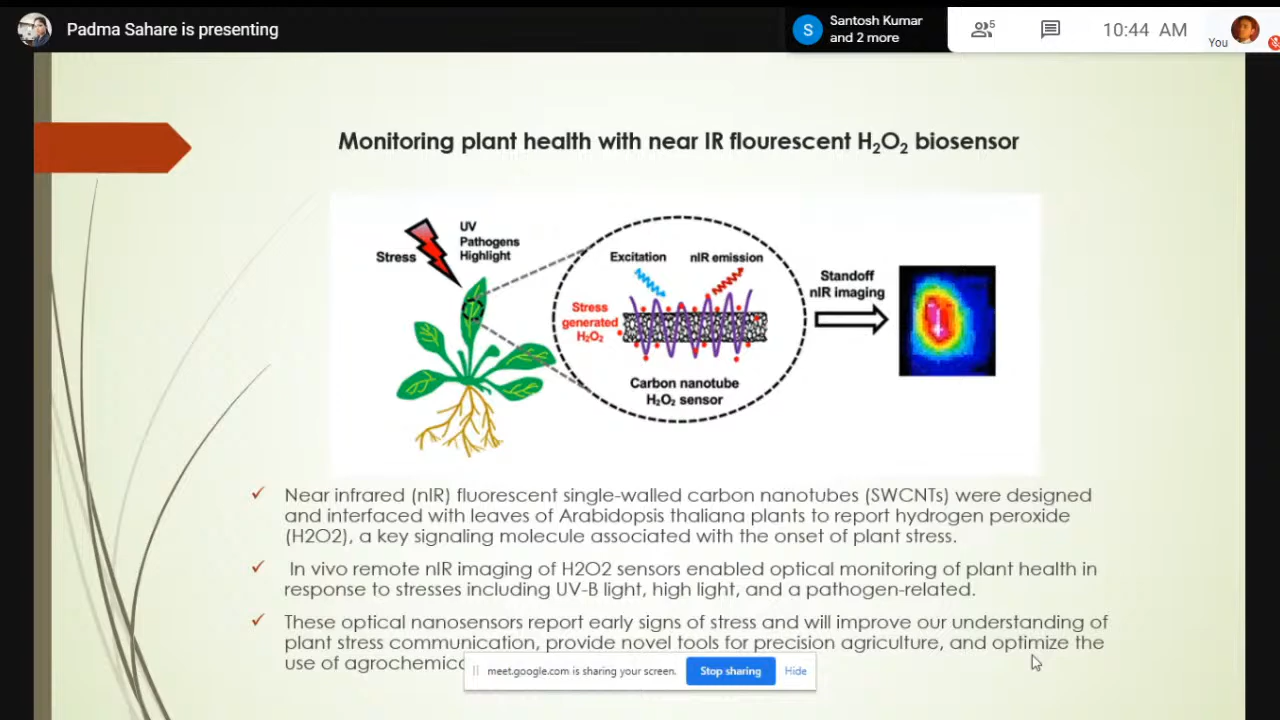 Padma Sahare is presenting
S
Santosh Kumar
and 2 more
5
10:44 AM
You
Monitoring plant health with near IR flourescent H₂O₂ biosensor
UV
Pathogens
Highlight
Stress
Excitation
nIR emission
Stress
generated
H₂O₂
Carbon nanotube
H₂O₂ sensor
Standoff
nIR imaging
Near infrared (nIR) fluorescent single-walled carbon nanotubes (SWCNTs) were designed
and interfaced with leaves of Arabidopsis thaliana plants to report hydrogen peroxide
(H2O2), a key signaling molecule associated with the onset of plant stress.
In vivo remote nIR imaging of H2O2 sensors enabled optical monitoring of plant health in
response to stresses including UV-B light, high light, and a pathogen-related.
These optical nanosensors report early signs of stress and will improve our understanding of
plant stress communication, provide novel tools for precision agriculture, and optimize the
use of
meet.google.com is sharing your screen.
Stop sharing
Hide